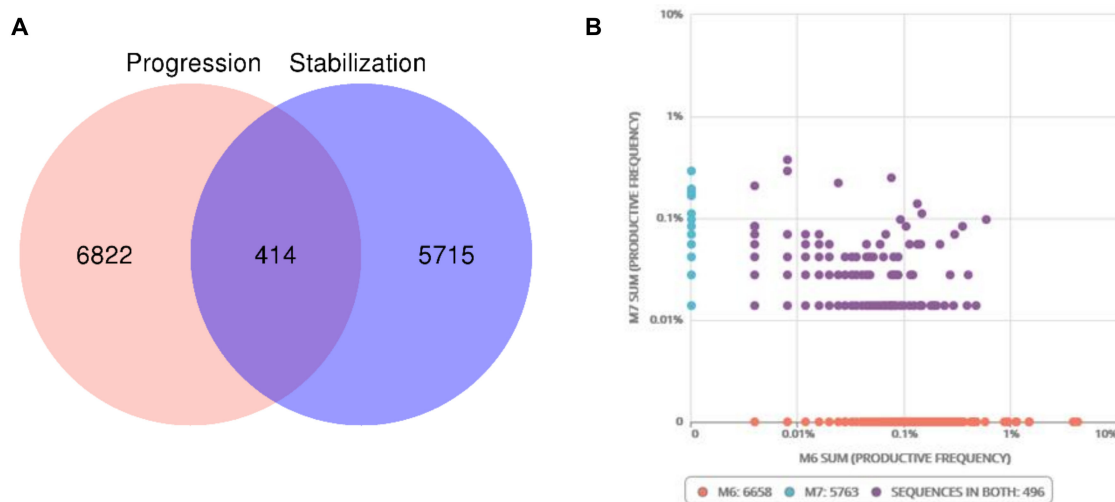 A
Progression Stabilization
6822 414 5715
B
10%
1%
0.1%
0.01%
0
M7 SUM (PRODUCTIVE FREQUENCY)
0 0.01% 0.1% 1% 10%
M6 SUM (PRODUCTIVE FREQUENCY)
M6: 6658 M7: 5763 SEQUENCES IN BOTH: 496